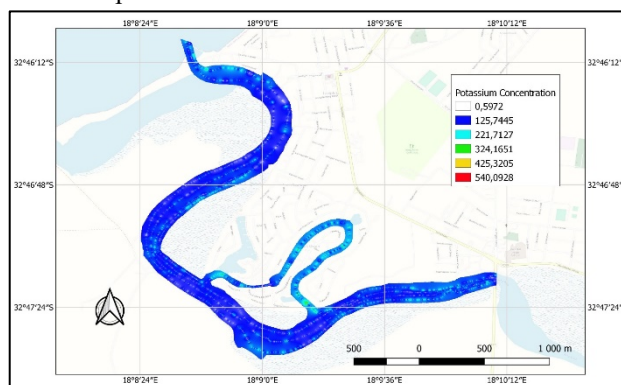 18°8'24"E 18°9'0"E 18°9'36"E 18°10'12"E
32°46'12"S 32°46'12"S
Potassium Concentration
0,5972
125,7445
221,7127
324,1651
425,3205
540,0928
32°46'48"S 32°46'48"S
32°47'24"S 32°47'24"S
500 0 500 1 000 m
18°8'24"E 18°9'0"E 18°9'36"E 18°10'12"E